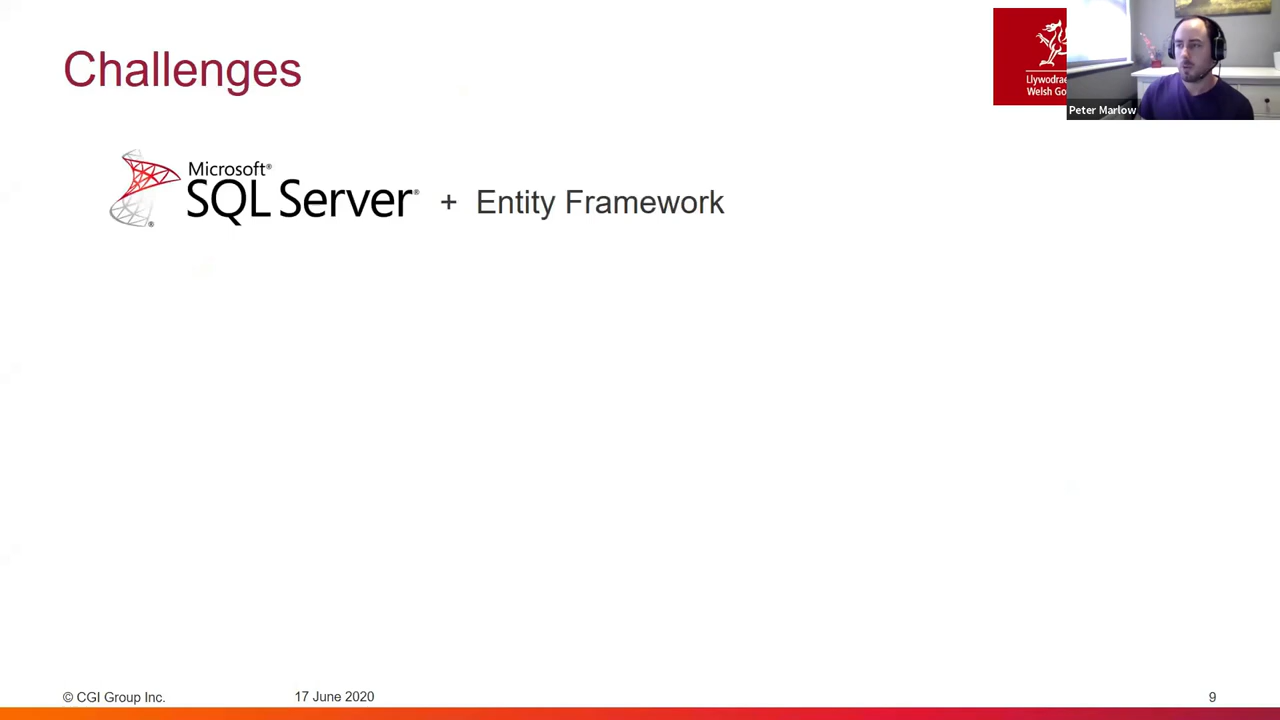 Challenges
Llywodrae
Welsh Go
Peter Marlow
Microsoft®
SQL Server®
®
+ Entity Framework
© CGI Group Inc.
17 June 2020
9